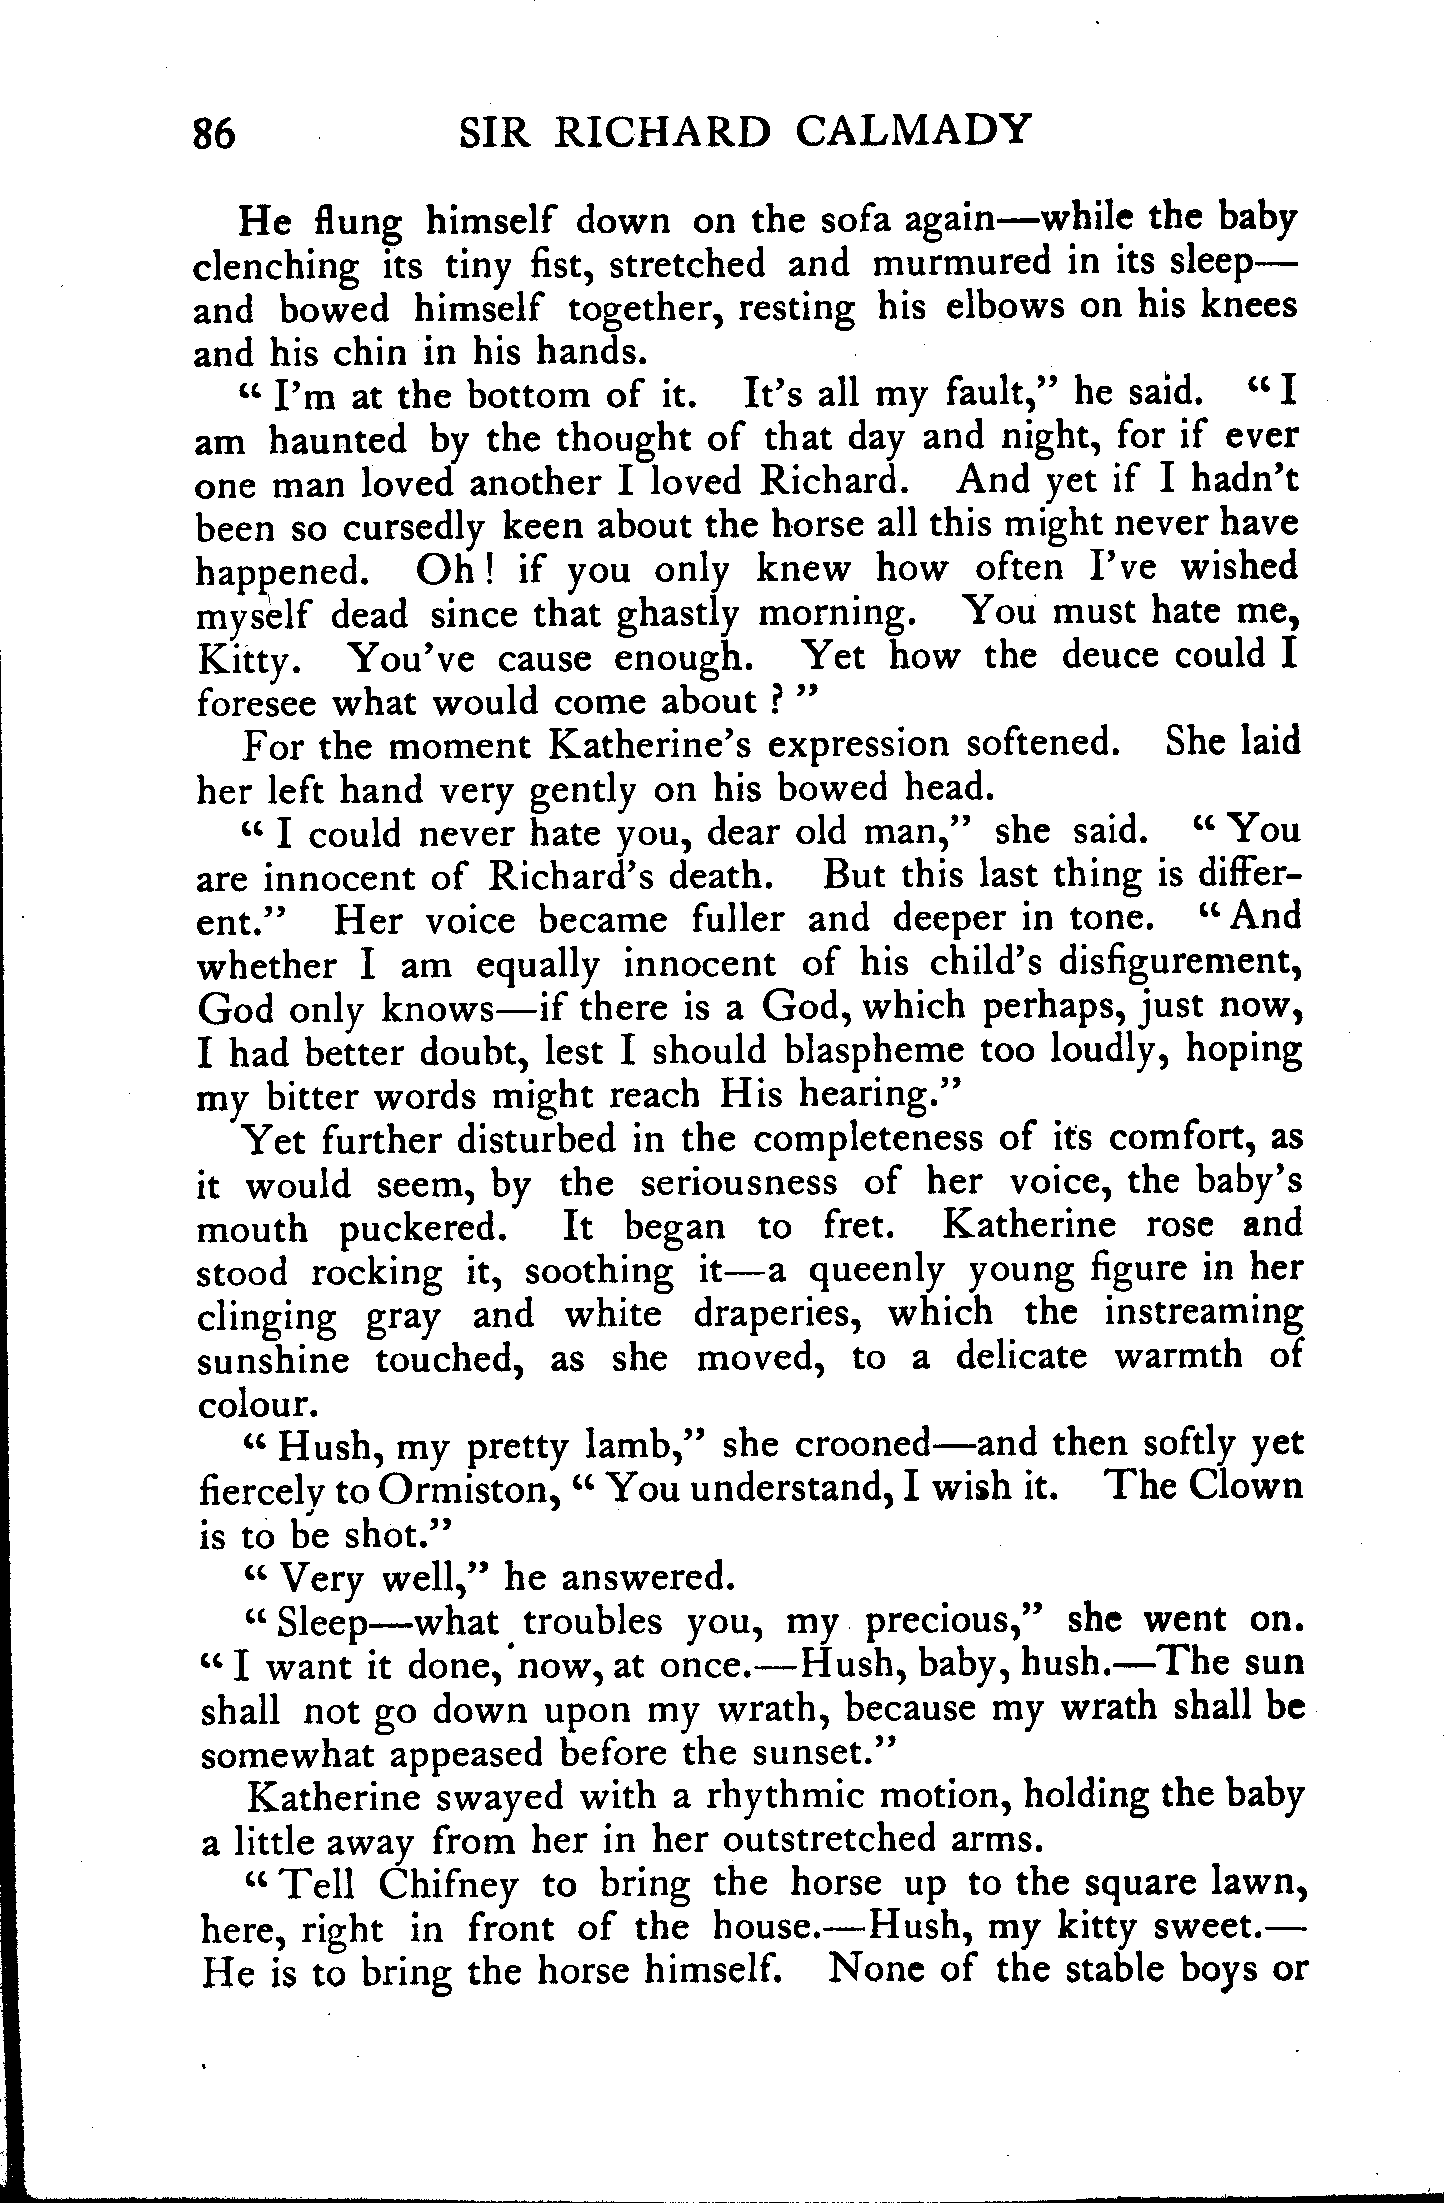 86 SIR RICHARD CALMADY
He flung himself down on the sofa again—while the baby
clenching its tiny fist, stretched and murmured in its sleep—
and bowed himself together, resting his elbows on his knees
and his chin in his hands.
“ I’m at the bottom of it. It’s all my fault,” he said. “ I
am haunted by the thought of that day and night, for if ever
one man loved another I loved Richard. And yet if I hadn’t
been so cursedly keen about the horse all this might never have
happened. Oh ! if you only knew how often I’ve wished
myself dead since that ghastly morning. You must hate me,
Kitty. You’ve cause enough. Yet how the deuce could I
foresee what would come about ? ”
For the moment Katherine’s expression softened. She laid
her left hand very gently on his bowed head.
“ I could never hate you, dear old man,” she said. “ You
are innocent of Richard’s death. But this last thing is differ-
ent.” Her voice became fuller and deeper in tone. “ And
whether I am equally innocent of his child’s disfigurement,
God only knows—if there is a God, which perhaps, just now,
I had better doubt, lest I should blaspheme too loudly, hoping
my bitter words might reach His hearing.”
Yet further disturbed in the completeness of its comfort, as
it would seem, by the seriousness of her voice, the baby’s
mouth puckered. It began to fret. Katherine rose and
stood rocking it, soothing it—a queenly young figure in her
clinging gray and white draperies, which the instreaming
sunshine touched, as she moved, to a delicate warmth of
colour.
“ Hush, my pretty lamb,” she crooned—and then softly yet
fiercely to Ormiston, “ You understand, I wish it. The Clown
is to be shot.”
“ Very well,” he answered.
“ Sleep—what troubles you, my precious,” she went on.
“ I want it done, now, at once.—Hush, baby, hush.—The sun
shall not go down upon my wrath, because my wrath shall be
somewhat appeased before the sunset.”
Katherine swayed with a rhythmic motion, holding the baby
a little away from her in her outstretched arms.
“ Tell Chifney to bring the horse up to the square lawn,
here, right in front of the house.—Hush, my kitty sweet.—
He is to bring the horse himself. None of the stable boys or